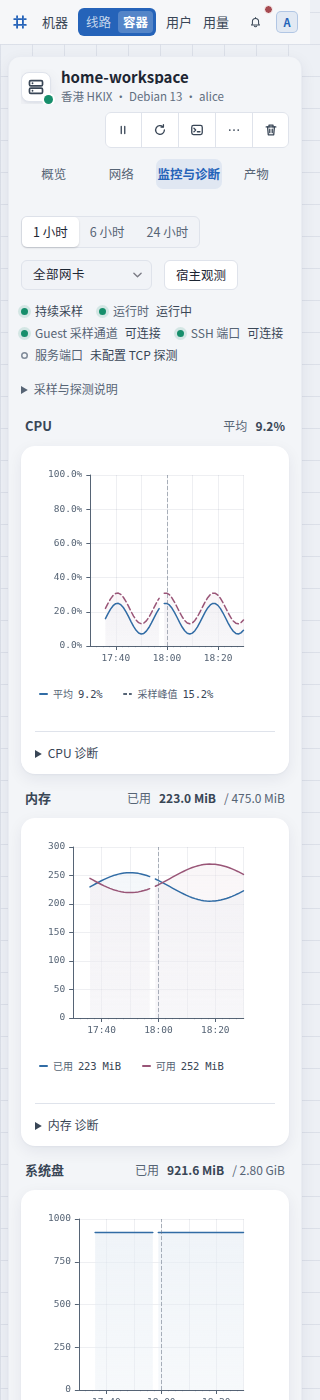 机器 线路 容器 用户 用量 A
home-workspace
香港 HKIX • Debian 13 • alice
概览 网络 监控与诊断 产物
1 小时 6 小时 24 小时
全部网卡 宿主观测
持续采样 运行时 运行中
Guest 采样通道 可连接 SSH 端口 可连接
服务端口 未配置 TCP 探测
采样与探测说明
CPU 平均 9.2%
100.0%
80.0%
60.0%
40.0%
20.0%
0.0%
17:40 18:00 18:20
平均 9.2% 采样峰值 15.2%
CPU 诊断
内存 已用 223.0 MiB / 475.0 MiB
300
250
200
150
100
50
0
17:40 18:00 18:20
已用 223 MiB 可用 252 MiB
内存 诊断
系统盘 已用 921.6 MiB / 2.80 GiB
1000
750
500
250
0